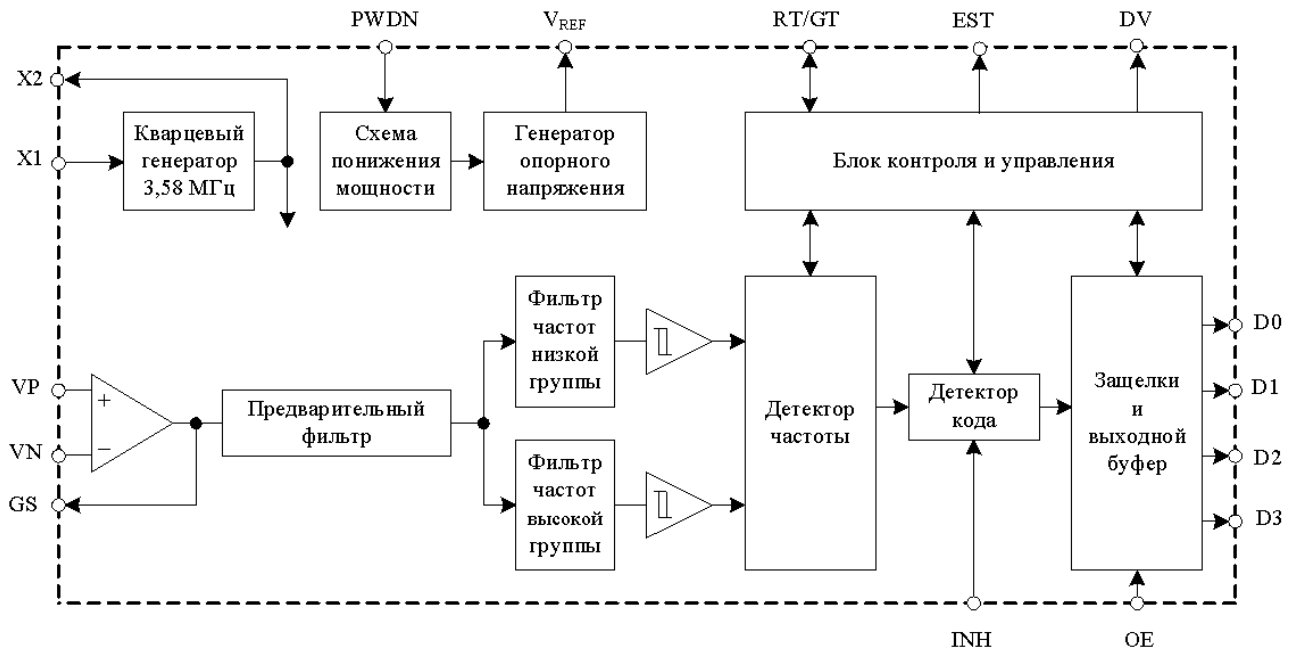 PWDN
VREF
RT/GT
EST
DV
X2
X1
Кварцевый
генератор
3,58 МГц
Схема
понижения
мощности
Генератор
опорного
напряжения
Блок контроля и управления
VP
VN
GS
+
−
Предварительный
фильтр
Фильтр
частот
низкой
группы
Фильтр
частот
высокой
группы
Детектор
частоты
Детектор
кода
Защелки
и
выходной
буфер
D0
D1
D2
D3
INH
OE